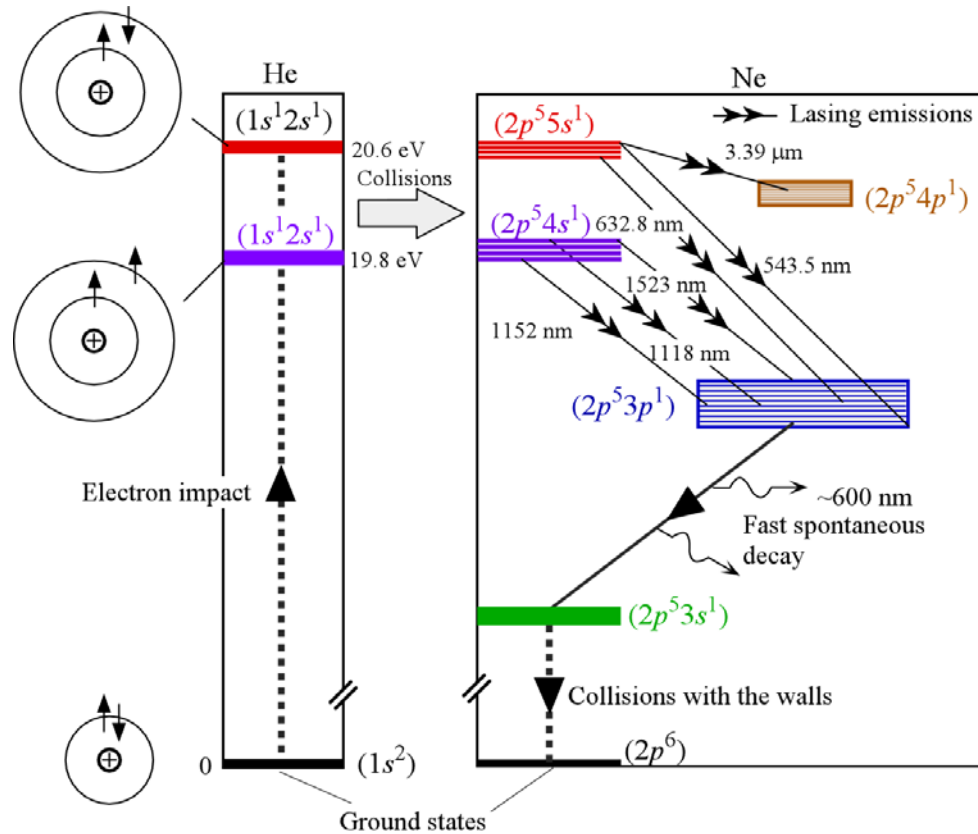 He
Ne
(1s¹2s¹)
20.6 eV
Collisions
(1s¹2s¹)
19.8 eV
Electron impact
0
(1s²)
Ground states
(2p⁵5s¹)
Lasing emissions
3.39 μm
(2p⁵4p¹)
(2p⁵4s¹)
632.8 nm
543.5 nm
1523 nm
1152 nm
1118 nm
(2p⁵3p¹)
~600 nm
Fast spontaneous
decay
(2p⁵3s¹)
Collisions with the walls
(2p⁶)